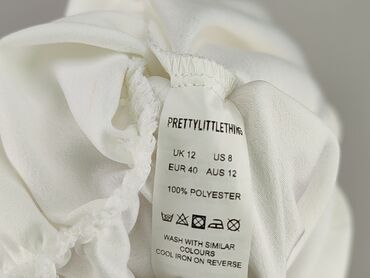 PRETTYLITTLETHING
UK 12 US 8
EUR 40 AUS 12
100% POLYESTER
WASH WITH SIMILAR
COLOURS
COOL IRON ON REVERSE